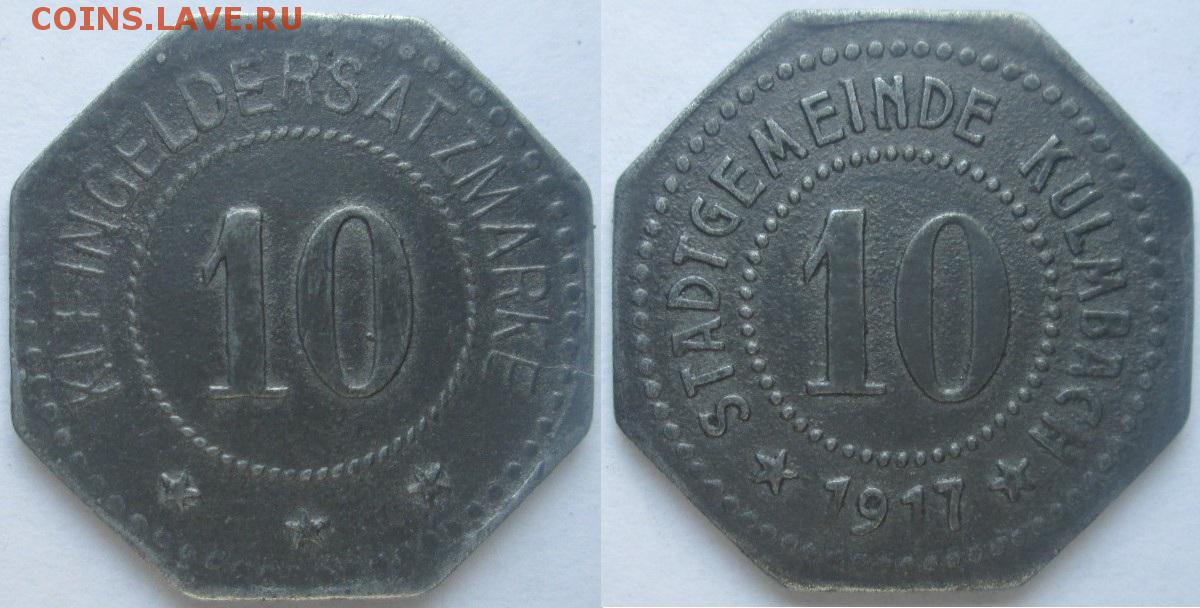 COINS.LAVE.RU
KLEINGELDERSATZMARKE
10
STADTGEMEINDE KULMBACH
10
1917